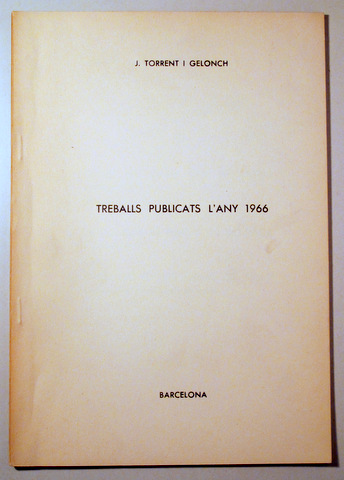 J. TORRENT I GELONCH
TREBALLS PUBLICATS L'ANY 1966
BARCELONA